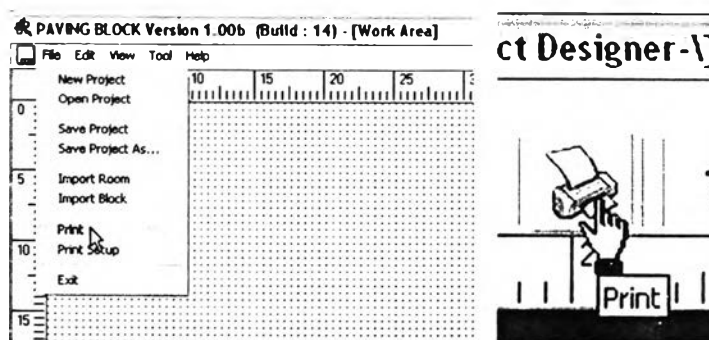 PAVING BLOCK Version 1.00b (Build : 14) - [Work Area]
File Edit View Tool Help
New Project
Open Project
Save Project
Save Project As...
Import Room
Import Block
Print
Print Setup
Exit
10 15 20 25
0
5
10
15
ct Designer-\
Print